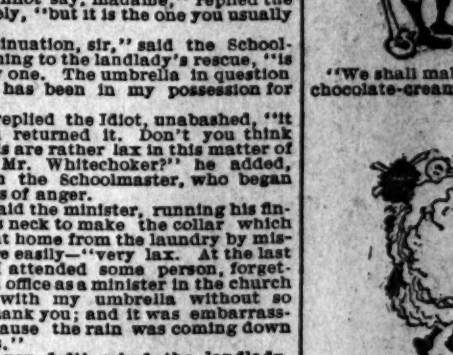 not say, madame," replied the
ly, "but it is the one you usually
inuation, sir," said the School-
ing to the landlady's rescue, "is
one. The umbrella in question
has been in my possession for
replied the Idiot, unabashed, "it
returned it. Don't you think
s are rather lax in this matter of
Mr. Whitechoker?" he added,
the Schoolmaster, who began
s of anger.
aid the minister, running his fin-
s neck to make the collar which
t home from the laundry by mis-
e easily—"very lax. At the last
attended some person, forget-
office as a minister in the church
with my umbrella without so
hank you; and it was embarrass-
ause the rain was coming down
s."
the landlady
"We shall mak
chocolate-cream